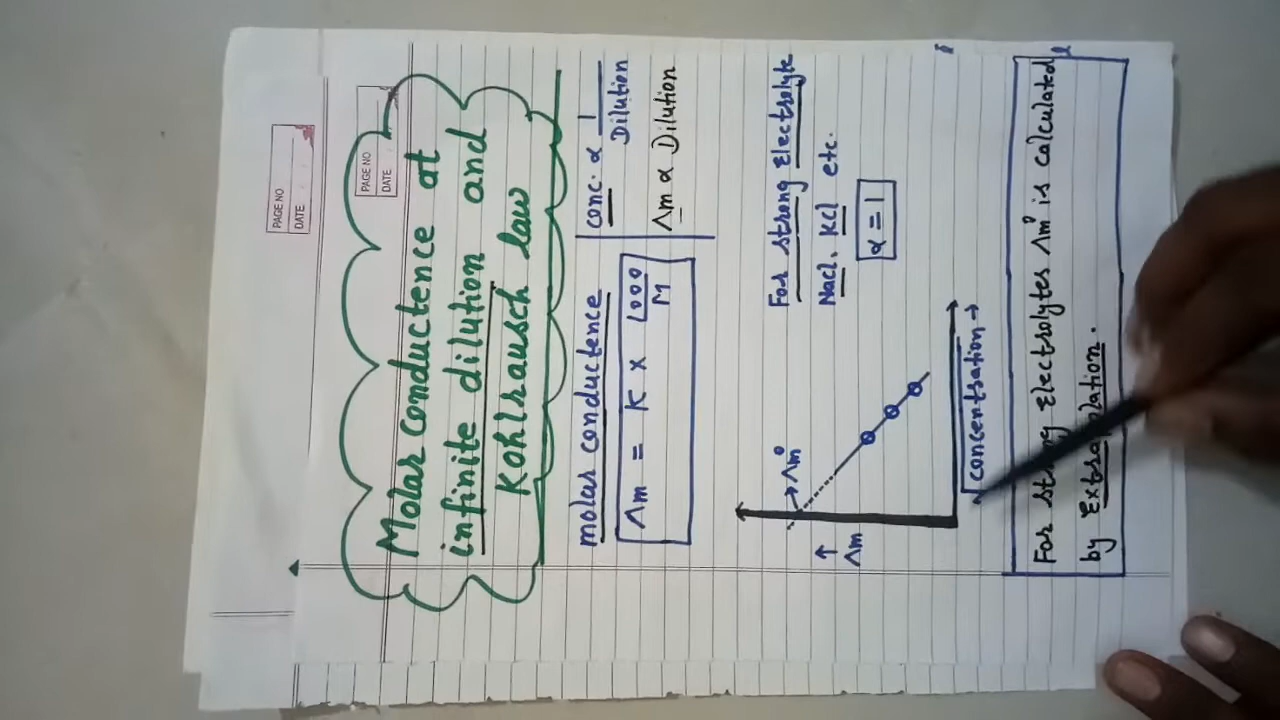 PAGE NO
DATE
PAGE NO
DATE
Molar conductence at
infinite dilution and
Kohlrausch law
molar conductence
Λm = K × 1000/M
conc. α 1/Dilution
Λm α Dilution
For strong Electrolyte
Nacl, Kcl etc.
α = 1
Λm°
↑
Λm
√concentration →
For strong Electrolytes Λm° is calculated
by Extrapolation.